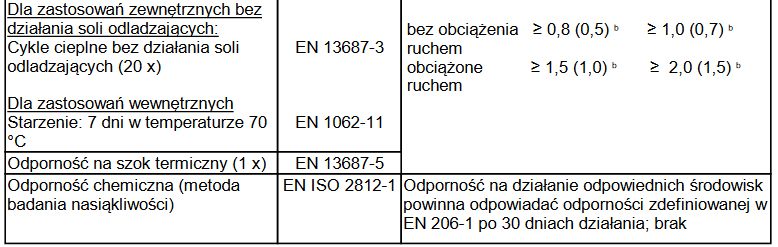 Dla zastosowań zewnętrznych bez
działania soli odladzających:
Cykle cieplne bez działania soli
odladzających (20 x)
EN 13687-3
bez obciążenia ≥ 0,8 (0,5) ᵇ ≥ 1,0 (0,7) ᵇ
ruchem
obciążone ≥ 1,5 (1,0) ᵇ ≥ 2,0 (1,5) ᵇ
ruchem
Dla zastosowań wewnętrznych
Starzenie: 7 dni w temperaturze 70
°C
EN 1062-11
Odporność na szok termiczny (1 x) EN 13687-5
Odporność chemiczna (metoda
badania nasiąkliwości)
EN ISO 2812-1
Odporność na działanie odpowiednich środowisk
powinna odpowiadać odporności zdefiniowanej w
EN 206-1 po 30 dniach działania; brak